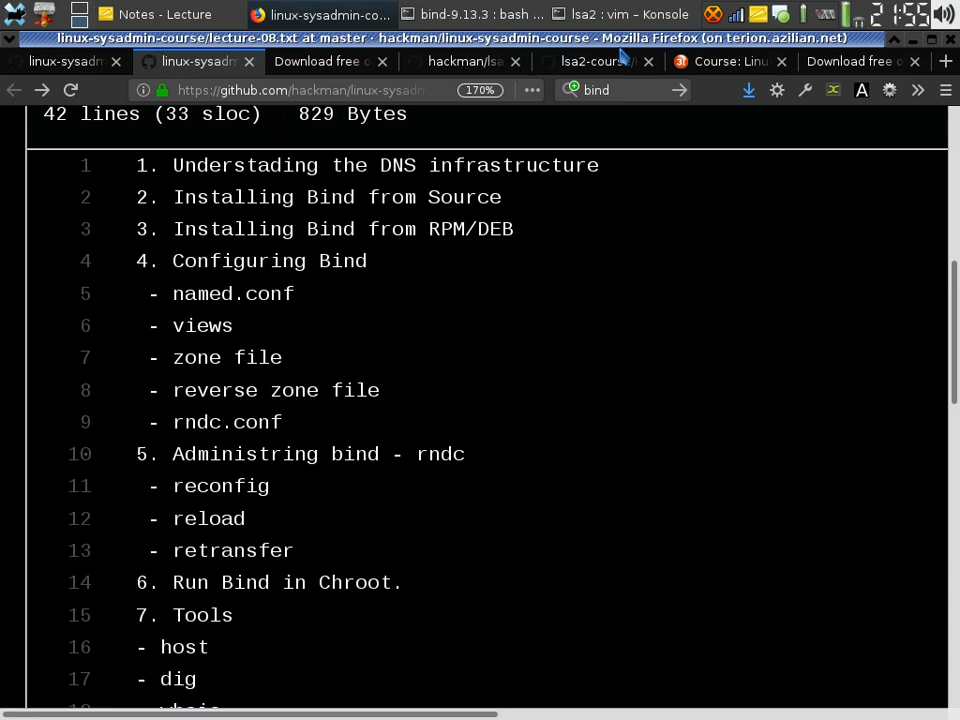 Notes - Lecture
linux-sysadmin-co...
bind-9.13.3 : bash ...
lsa2 : vim – Konsole
1:55
linux-sysadmin-course/lecture-08.txt at master · hackman/linux-sysadmin-course - Mozilla Firefox (on terion.azilian.net)
linux-sysadm
linux-sysadm
Download free
hackman/lsa
lsa2-cours
Course: Linu
Download free
https://github.com/hackman/linux-sysadm
170%
bind
42 lines (33 sloc) 829 Bytes
1 1. Understading the DNS infrastructure
2 2. Installing Bind from Source
3 3. Installing Bind from RPM/DEB
4 4. Configuring Bind
5 - named.conf
6 - views
7 - zone file
8 - reverse zone file
9 - rndc.conf
10 5. Administring bind - rndc
11 - reconfig
12 - reload
13 - retransfer
14 6. Run Bind in Chroot.
15 7. Tools
16 - host
17 - dig